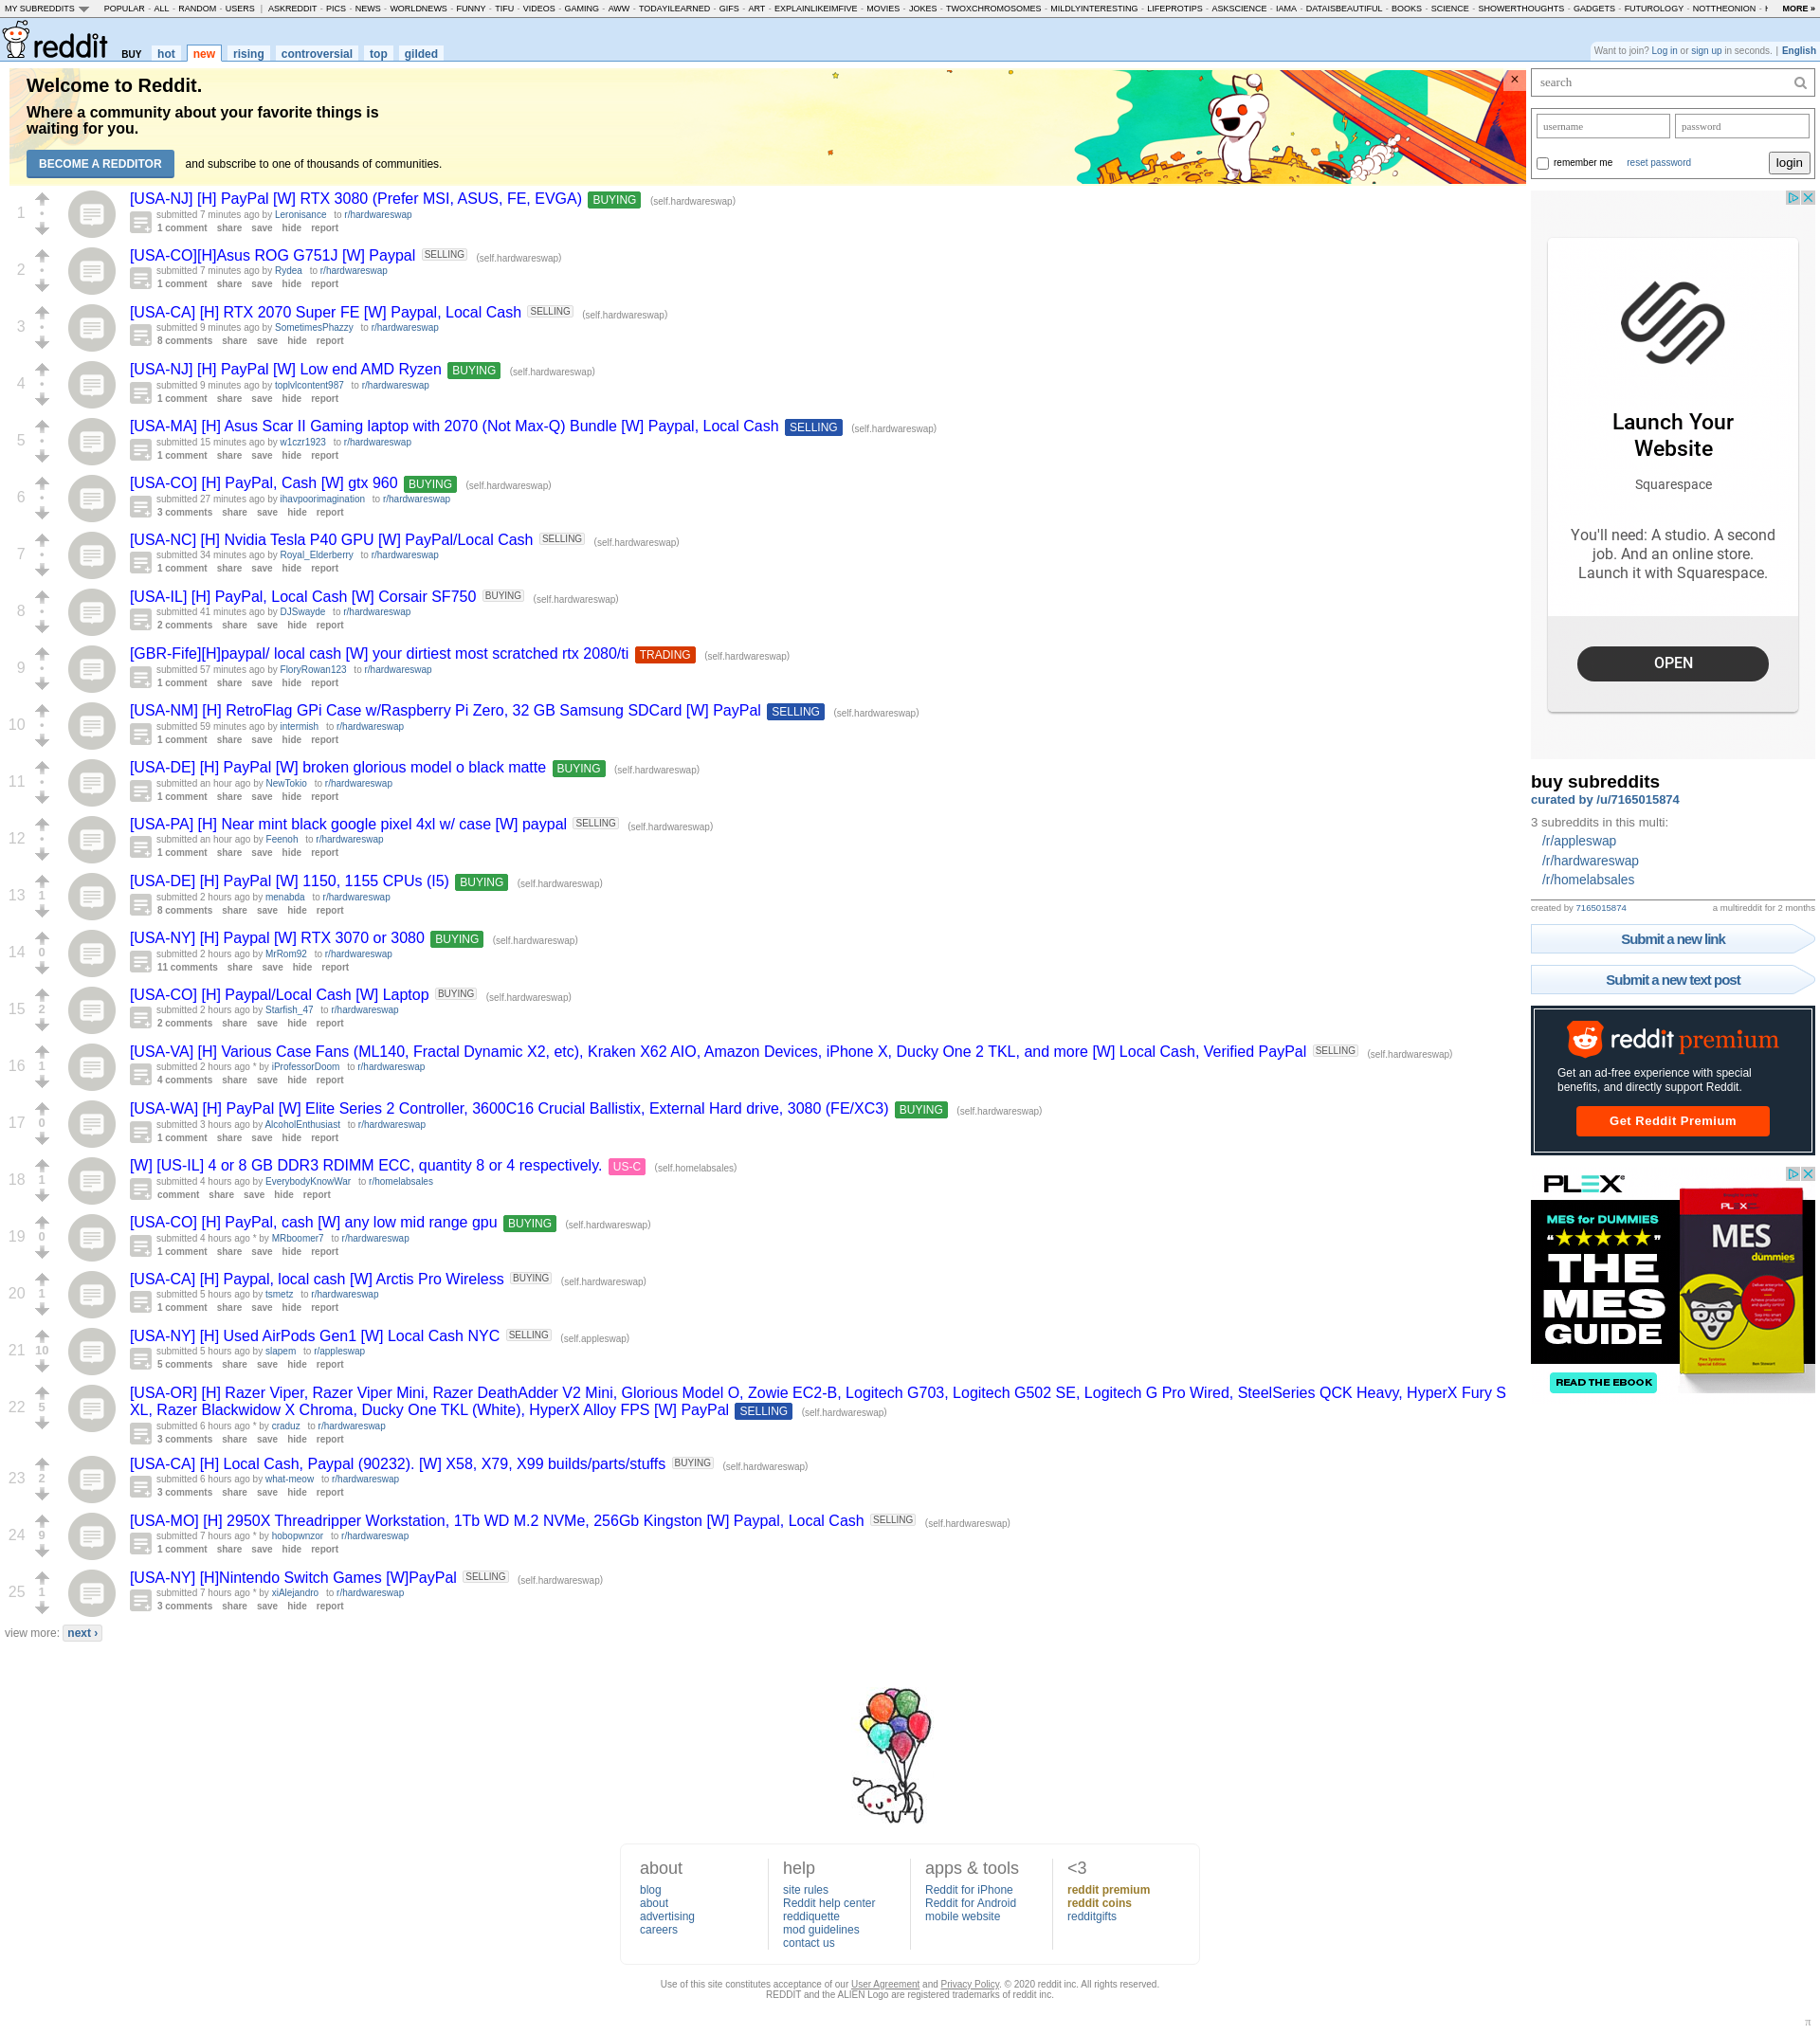 MY SUBREDDITS POPULAR - ALL - RANDOM - USERS | ASKREDDIT - PICS - NEWS - WORLDNEWS - FUNNY - TIFU - VIDEOS - GAMING - AWW - TODAYILEARNED - GIFS - ART - EXPLAINLIKEIMFIVE - MOVIES - JOKES - TWOXCHROMOSOMES - MILDLYINTERESTING - LIFEPROTIPS - ASKSCIENCE - IAMA - DATAISBEAUTIFUL - BOOKS - SCIENCE - SHOWERTHOUGHTS - GADGETS - FUTUROLOGY - NOTTHEONION - MORE »
reddit BUY hot new rising controversial top gilded
Want to join? Log in or sign up in seconds. | English
Welcome to Reddit.
Where a community about your favorite things is
waiting for you.
BECOME A REDDITOR and subscribe to one of thousands of communities.
×
1
[USA-NJ] [H] PayPal [W] RTX 3080 (Prefer MSI, ASUS, FE, EVGA) BUYING (self.hardwareswap)
submitted 7 minutes ago by Leronisance to r/hardwareswap
1 comment share save hide report
2
[USA-CO][H]Asus ROG G751J [W] Paypal SELLING (self.hardwareswap)
submitted 7 minutes ago by Rydea to r/hardwareswap
1 comment share save hide report
3
[USA-CA] [H] RTX 2070 Super FE [W] Paypal, Local Cash SELLING (self.hardwareswap)
submitted 9 minutes ago by SometimesPhazzy to r/hardwareswap
8 comments share save hide report
4
[USA-NJ] [H] PayPal [W] Low end AMD Ryzen BUYING (self.hardwareswap)
submitted 9 minutes ago by toplvlcontent987 to r/hardwareswap
1 comment share save hide report
5
[USA-MA] [H] Asus Scar II Gaming laptop with 2070 (Not Max-Q) Bundle [W] Paypal, Local Cash SELLING (self.hardwareswap)
submitted 15 minutes ago by w1czr1923 to r/hardwareswap
1 comment share save hide report
6
[USA-CO] [H] PayPal, Cash [W] gtx 960 BUYING (self.hardwareswap)
submitted 27 minutes ago by ihavpoorimagination to r/hardwareswap
3 comments share save hide report
7
[USA-NC] [H] Nvidia Tesla P40 GPU [W] PayPal/Local Cash SELLING (self.hardwareswap)
submitted 34 minutes ago by Royal_Elderberry to r/hardwareswap
1 comment share save hide report
8
[USA-IL] [H] PayPal, Local Cash [W] Corsair SF750 BUYING (self.hardwareswap)
submitted 41 minutes ago by DJSwayde to r/hardwareswap
2 comments share save hide report
9
[GBR-Fife][H]paypal/ local cash [W] your dirtiest most scratched rtx 2080/ti TRADING (self.hardwareswap)
submitted 57 minutes ago by FloryRowan123 to r/hardwareswap
1 comment share save hide report
10
[USA-NM] [H] RetroFlag GPi Case w/Raspberry Pi Zero, 32 GB Samsung SDCard [W] PayPal SELLING (self.hardwareswap)
submitted 59 minutes ago by intermish to r/hardwareswap
1 comment share save hide report
11
[USA-DE] [H] PayPal [W] broken glorious model o black matte BUYING (self.hardwareswap)
submitted an hour ago by NewTokio to r/hardwareswap
1 comment share save hide report
12
[USA-PA] [H] Near mint black google pixel 4xl w/ case [W] paypal SELLING (self.hardwareswap)
submitted an hour ago by Feenoh to r/hardwareswap
1 comment share save hide report
13 1
[USA-DE] [H] PayPal [W] 1150, 1155 CPUs (I5) BUYING (self.hardwareswap)
submitted 2 hours ago by menabda to r/hardwareswap
8 comments share save hide report
14 0
[USA-NY] [H] Paypal [W] RTX 3070 or 3080 BUYING (self.hardwareswap)
submitted 2 hours ago by MrRom92 to r/hardwareswap
11 comments share save hide report
15 2
[USA-CO] [H] Paypal/Local Cash [W] Laptop BUYING (self.hardwareswap)
submitted 2 hours ago by Starfish_47 to r/hardwareswap
2 comments share save hide report
16 1
[USA-VA] [H] Various Case Fans (ML140, Fractal Dynamic X2, etc), Kraken X62 AIO, Amazon Devices, iPhone X, Ducky One 2 TKL, and more [W] Local Cash, Verified PayPal SELLING (self.hardwareswap)
submitted 2 hours ago * by iProfessorDoom to r/hardwareswap
4 comments share save hide report
17 0
[USA-WA] [H] PayPal [W] Elite Series 2 Controller, 3600C16 Crucial Ballistix, External Hard drive, 3080 (FE/XC3) BUYING (self.hardwareswap)
submitted 3 hours ago by AlcoholEnthusiast to r/hardwareswap
1 comment share save hide report
18 1
[W] [US-IL] 4 or 8 GB DDR3 RDIMM ECC, quantity 8 or 4 respectively. US-C (self.homelabsales)
submitted 4 hours ago by EverybodyKnowWar to r/homelabsales
comment share save hide report
19 0
[USA-CO] [H] PayPal, cash [W] any low mid range gpu BUYING (self.hardwareswap)
submitted 4 hours ago * by MRboomer7 to r/hardwareswap
1 comment share save hide report
20 1
[USA-CA] [H] Paypal, local cash [W] Arctis Pro Wireless BUYING (self.hardwareswap)
submitted 5 hours ago by tsmetz to r/hardwareswap
1 comment share save hide report
21 10
[USA-NY] [H] Used AirPods Gen1 [W] Local Cash NYC SELLING (self.appleswap)
submitted 5 hours ago by slapem to r/appleswap
5 comments share save hide report
22 5
[USA-OR] [H] Razer Viper, Razer Viper Mini, Razer DeathAdder V2 Mini, Glorious Model O, Zowie EC2-B, Logitech G703, Logitech G502 SE, Logitech G Pro Wired, SteelSeries QCK Heavy, HyperX Fury S
XL, Razer Blackwidow X Chroma, Ducky One TKL (White), HyperX Alloy FPS [W] PayPal SELLING (self.hardwareswap)
submitted 6 hours ago * by craduz to r/hardwareswap
3 comments share save hide report
23 2
[USA-CA] [H] Local Cash, Paypal (90232). [W] X58, X79, X99 builds/parts/stuffs BUYING (self.hardwareswap)
submitted 6 hours ago by what-meow to r/hardwareswap
3 comments share save hide report
24 9
[USA-MO] [H] 2950X Threadripper Workstation, 1Tb WD M.2 NVMe, 256Gb Kingston [W] Paypal, Local Cash SELLING (self.hardwareswap)
submitted 7 hours ago * by hobopwnzor to r/hardwareswap
1 comment share save hide report
25 1
[USA-NY] [H]Nintendo Switch Games [W]PayPal SELLING (self.hardwareswap)
submitted 7 hours ago * by xiAlejandro to r/hardwareswap
3 comments share save hide report
view more: next ›
search
username password
remember me reset password login
Launch Your
Website
Squarespace
You'll need: A studio. A second
job. And an online store.
Launch it with Squarespace.
OPEN
buy subreddits
curated by /u/7165015874
3 subreddits in this multi:
/r/appleswap
/r/hardwareswap
/r/homelabsales
created by 7165015874 a multireddit for 2 months
Submit a new link
Submit a new text post
reddit premium
Get an ad-free experience with special
benefits, and directly support Reddit.
Get Reddit Premium
PLEX
MES for DUMMIES
“★★★★★”
THE
MES
GUIDE
READ THE EBOOK
PLEX
MES
dummies
about
blog
about
advertising
careers
help
site rules
Reddit help center
reddiquette
mod guidelines
contact us
apps & tools
Reddit for iPhone
Reddit for Android
mobile website
<3
reddit premium
reddit coins
redditgifts
Use of this site constitutes acceptance of our User Agreement and Privacy Policy. © 2020 reddit inc. All rights reserved.
REDDIT and the ALIEN Logo are registered trademarks of reddit inc.
π